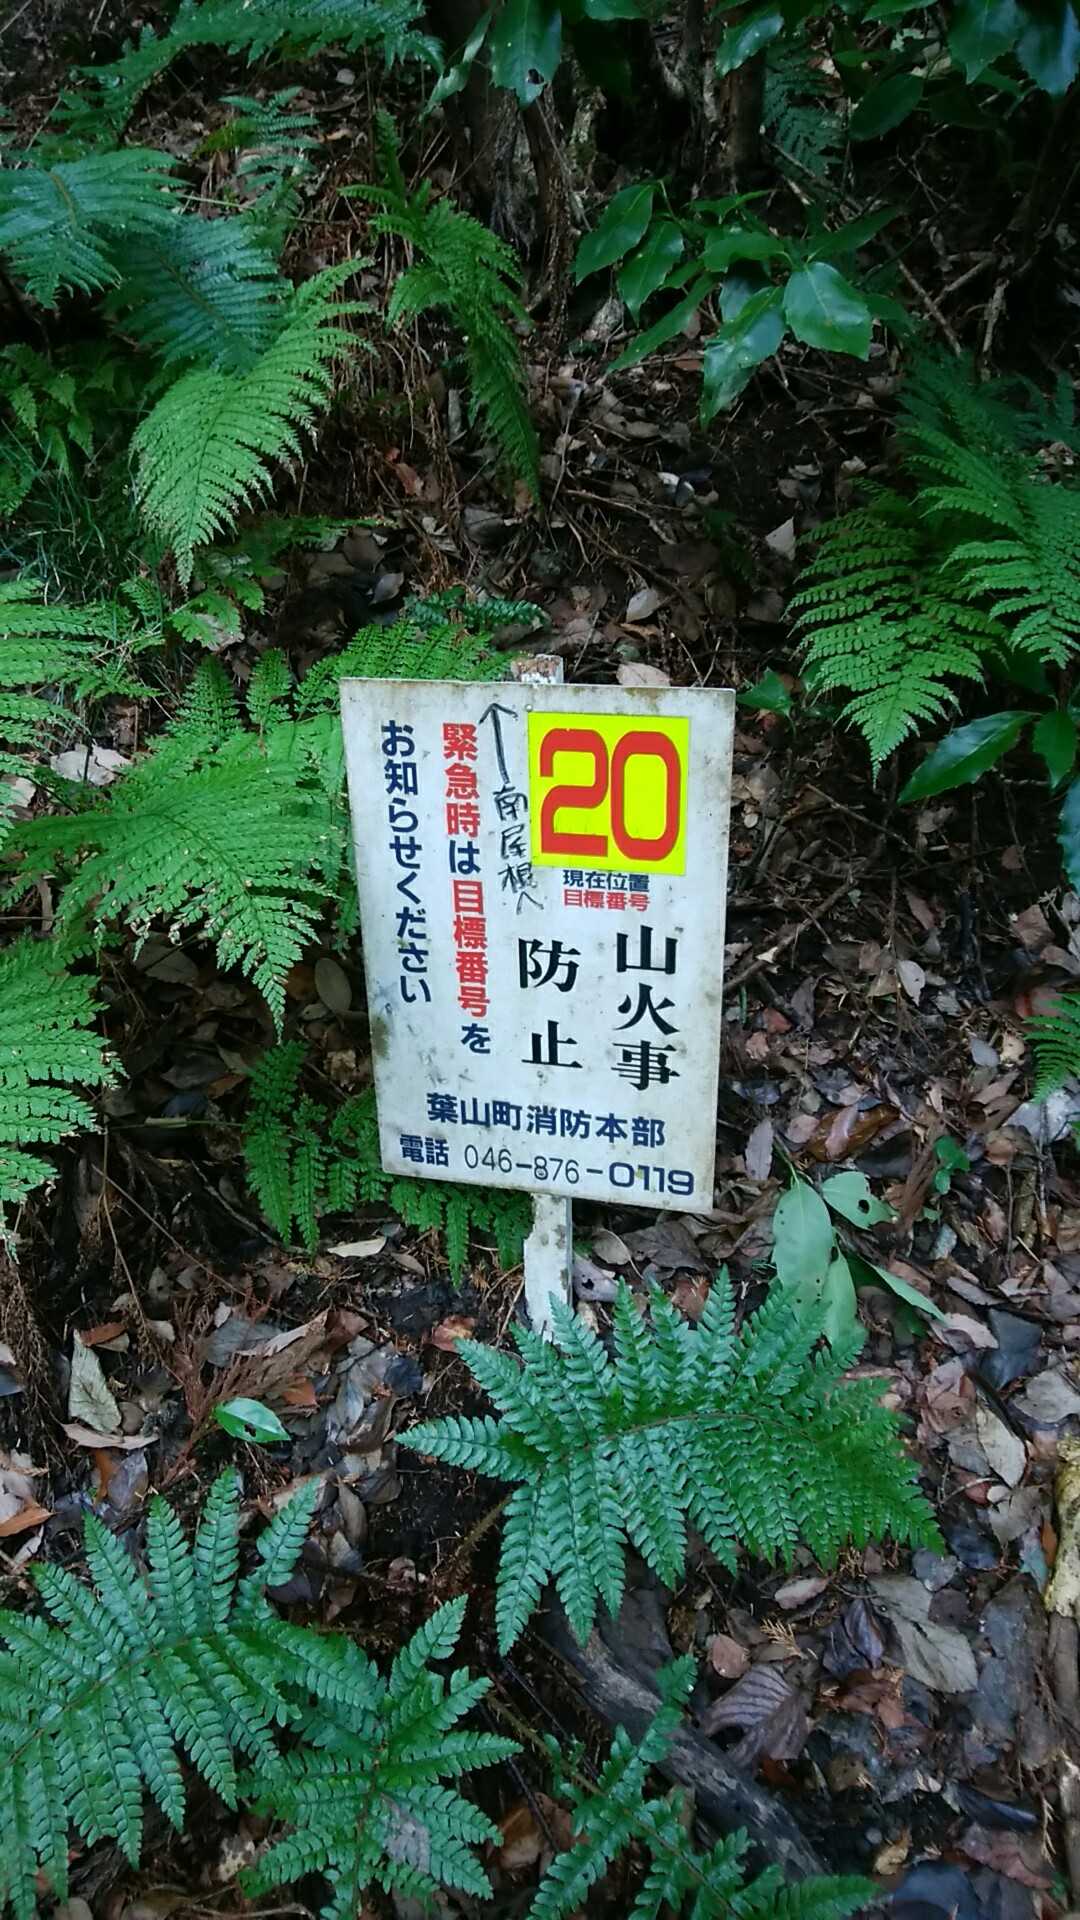 20
現在位置
目標番号
山火事
防止
↑南尾根へ
緊急時は目標番号を
お知らせください
葉山町消防本部
電話 046-876-0119